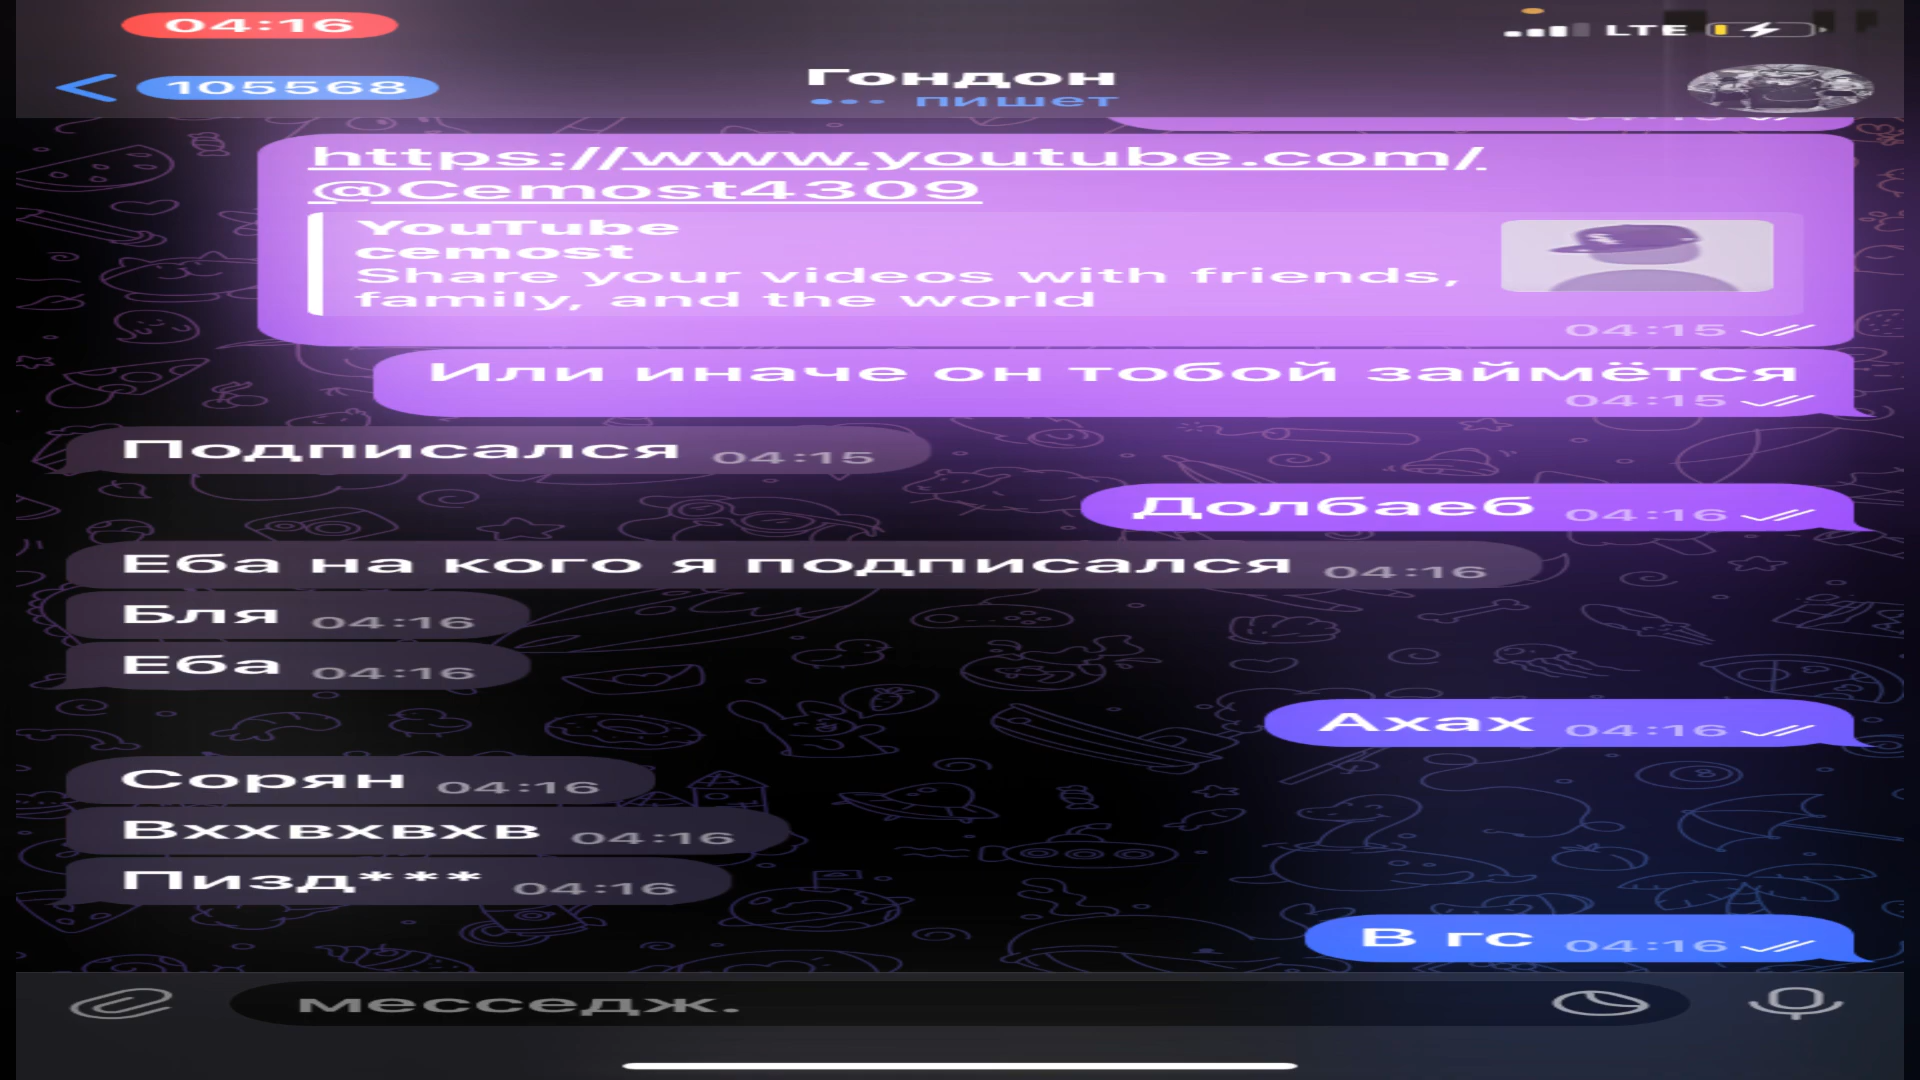 04:16
LTE
105568
Гондон
пишет
https://www.youtube.com/
@Cemost4309
YouTube
cemost
Share your videos with friends,
family, and the world
04:15
Или иначе он тобой займётся
04:15
Подписался 04:15
Долбаеб 04:16
Еба на кого я подписался 04:16
Бля 04:16
Еба 04:16
Ахах 04:16
Сорян 04:16
Вххвхвхв 04:16
Пизд*** 04:16
В гс 04:16
месседж.